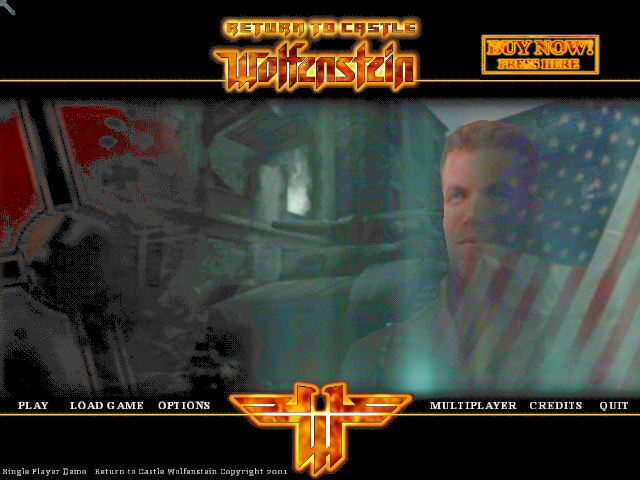 RETURN TO CASTLE
Wolfenstein
BUY NOW!
PRESS HERE
PLAY LOAD GAME OPTIONS MULTIPLAYER CREDITS QUIT
Single Player Demo Return to Castle Wolfenstein Copyright 2001